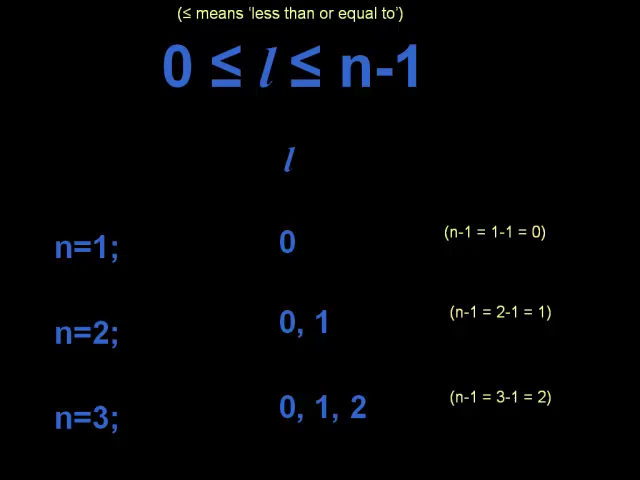 (≤ means ‘less than or equal to’)
0 ≤ l ≤ n-1
l
n=1; 0 (n-1 = 1-1 = 0)
n=2; 0, 1 (n-1 = 2-1 = 1)
n=3; 0, 1, 2 (n-1 = 3-1 = 2)